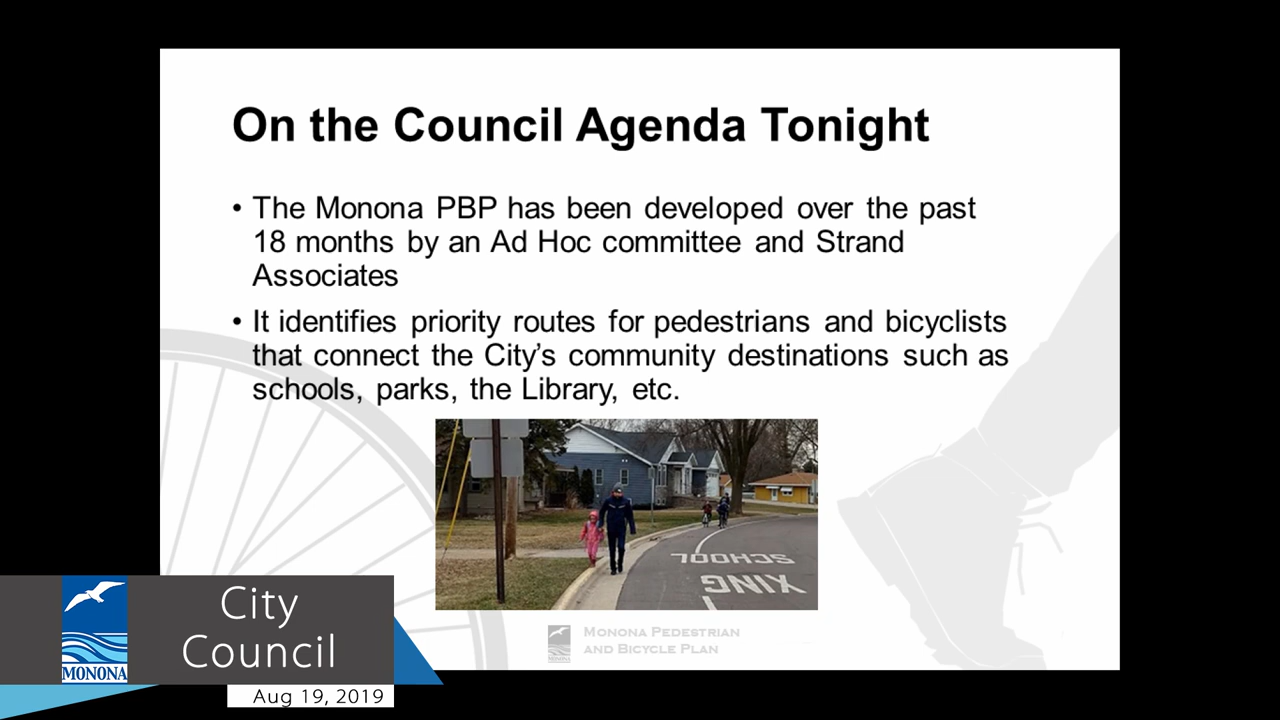 On the Council Agenda Tonight
• The Monona PBP has been developed over the past
18 months by an Ad Hoc committee and Strand
Associates
• It identifies priority routes for pedestrians and bicyclists
that connect the City's community destinations such as
schools, parks, the Library, etc.
SCHOOL
XING
MONONA PEDESTRIAN
AND BICYCLE PLAN
MONONA
City
Council
MONONA
Aug 19, 2019